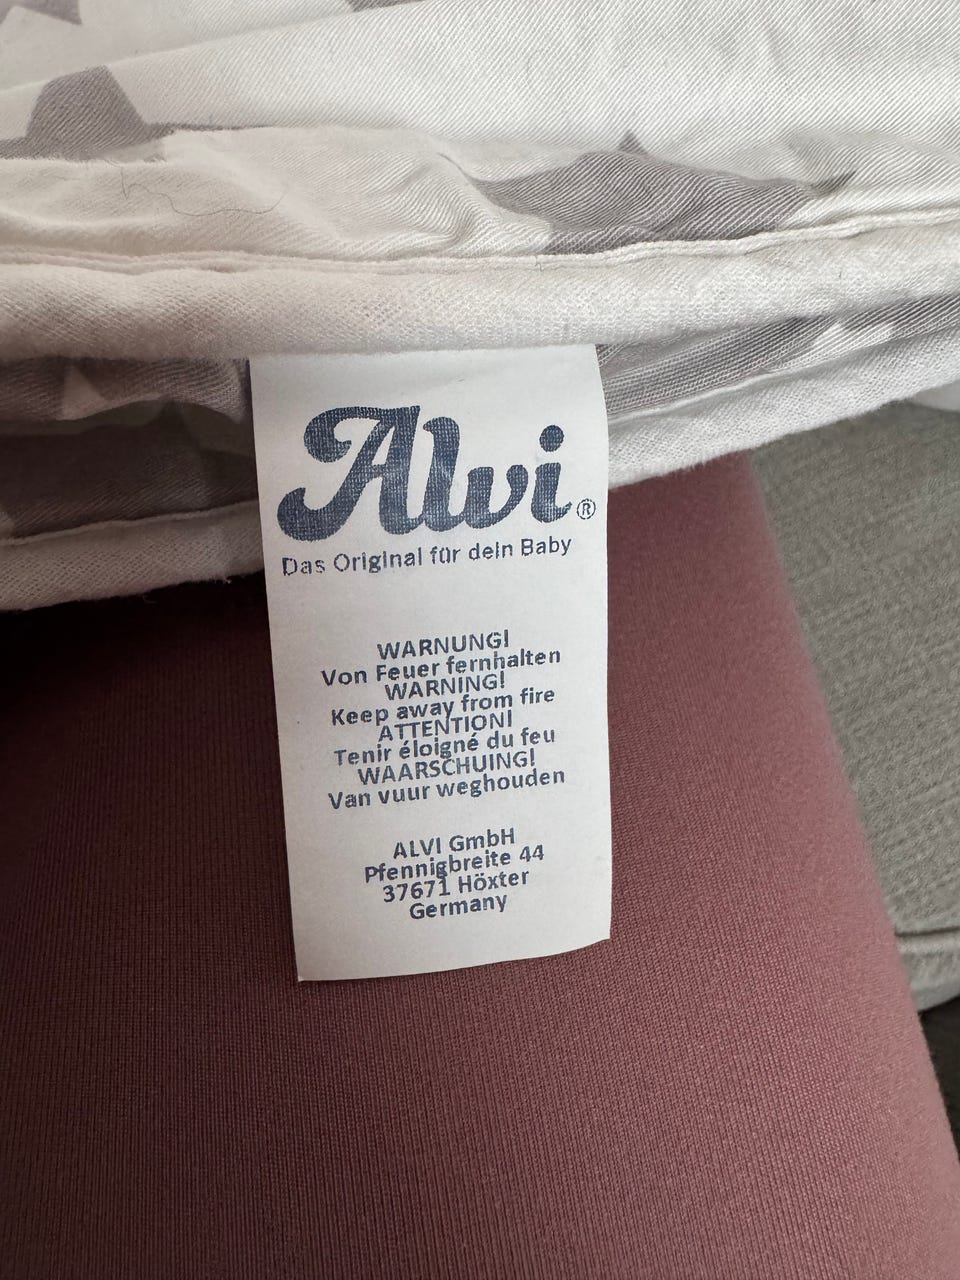 Alvi®
Das Original für dein Baby
WARNUNG!
Von Feuer fernhalten
WARNING!
Keep away from fire
ATTENTION!
Tenir éloigné du feu
WAARSCHUING!
Van vuur weghouden
ALVI GmbH
Pfennigbreite 44
37671 Höxter
Germany